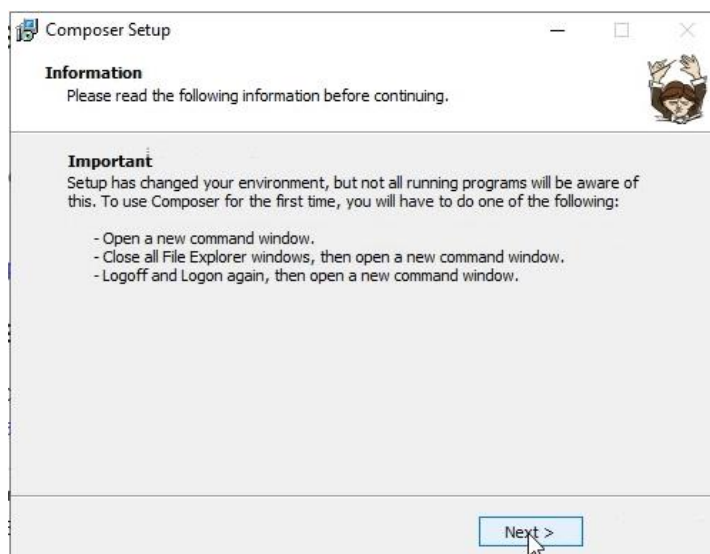 Composer Setup
Information
Please read the following information before continuing.
Important
Setup has changed your environment, but not all running programs will be aware of
this. To use Composer for the first time, you will have to do one of the following:
- Open a new command window.
- Close all File Explorer windows, then open a new command window.
- Logoff and Logon again, then open a new command window.
Next >